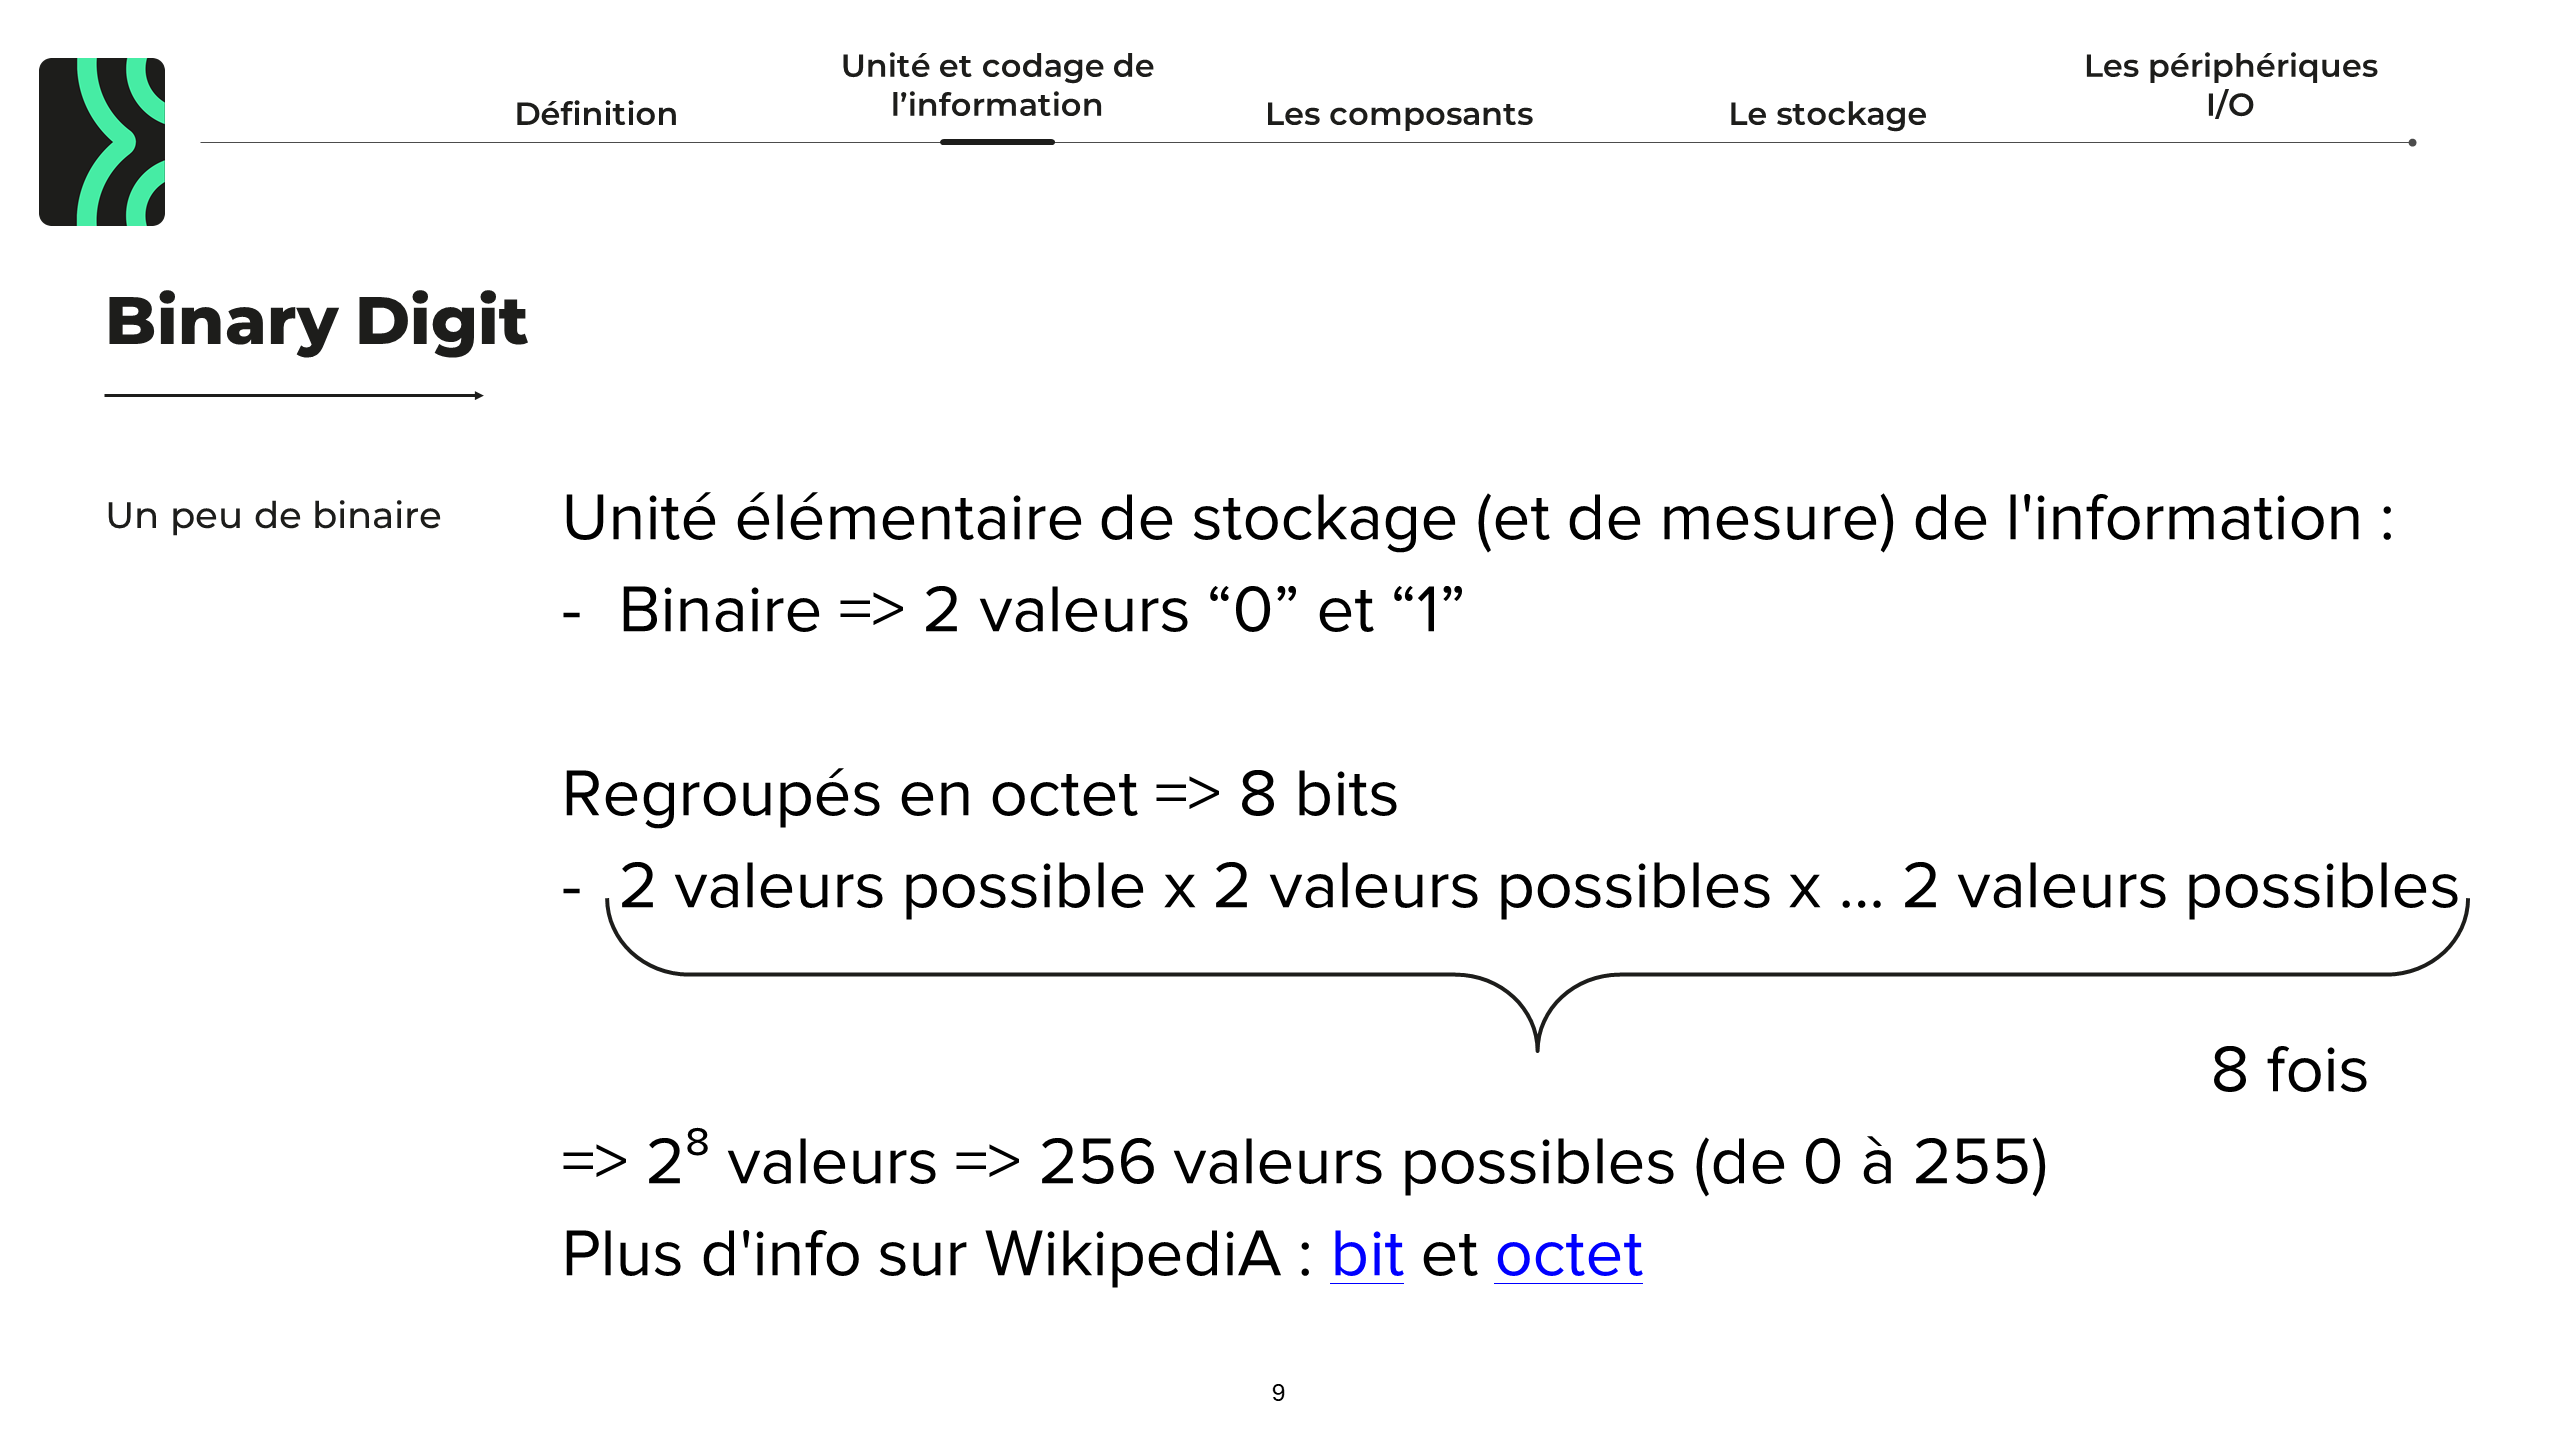 Définition
Unité et codage de
l’information
Les composants
Le stockage
Les périphériques
I/O
Binary Digit
Un peu de binaire
Unité élémentaire de stockage (et de mesure) de l'information :
- Binaire => 2 valeurs “0” et “1”
Regroupés en octet => 8 bits
- 2 valeurs possible x 2 valeurs possibles x ... 2 valeurs possibles
8 fois
=> 2⁸ valeurs => 256 valeurs possibles (de 0 à 255)
Plus d'info sur WikipediA : bit et octet
9